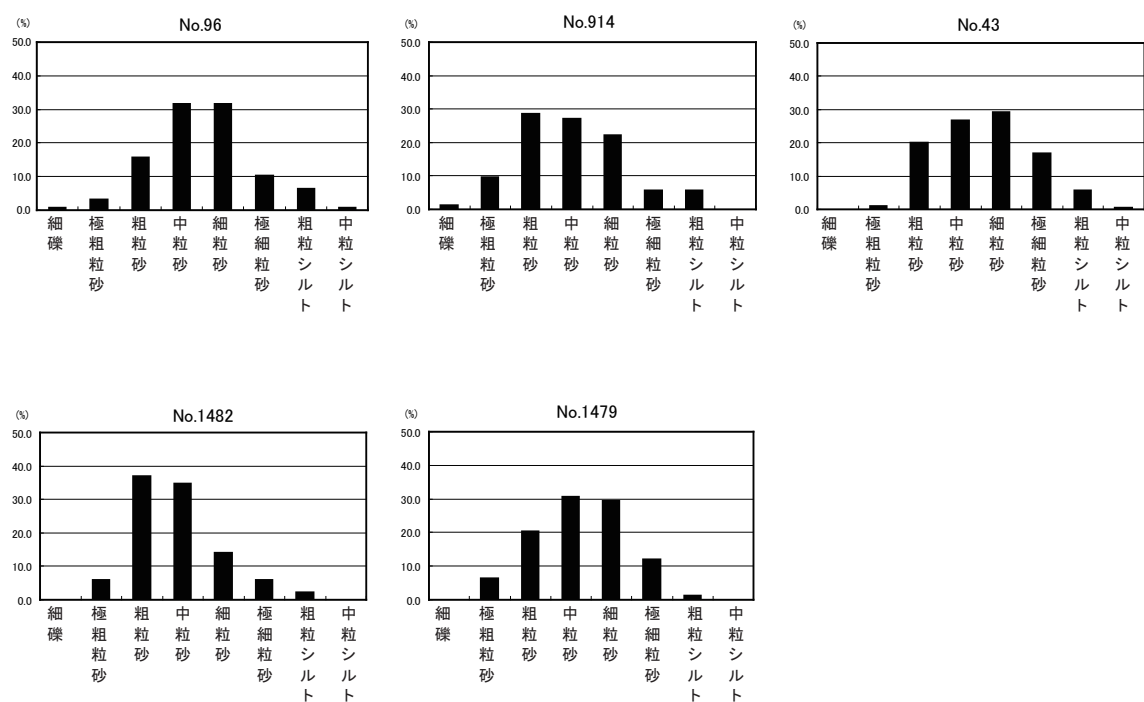 No.96
(%)
50.0
40.0
30.0
20.0
10.0
0.0
細礫
極粗粒砂
粗粒砂
中粒砂
細粒砂
極細粒砂
粗粒シルト
中粒シルト
No.914
(%)
50.0
40.0
30.0
20.0
10.0
0.0
細礫
極粗粒砂
粗粒砂
中粒砂
細粒砂
極細粒砂
粗粒シルト
中粒シルト
No.43
(%)
50.0
40.0
30.0
20.0
10.0
0.0
細礫
極粗粒砂
粗粒砂
中粒砂
細粒砂
極細粒砂
粗粒シルト
中粒シルト
No.1482
(%)
50.0
40.0
30.0
20.0
10.0
0.0
細礫
極粗粒砂
粗粒砂
中粒砂
細粒砂
極細粒砂
粗粒シルト
中粒シルト
No.1479
(%)
50.0
40.0
30.0
20.0
10.0
0.0
細礫
極粗粒砂
粗粒砂
中粒砂
細粒砂
極細粒砂
粗粒シルト
中粒シルト